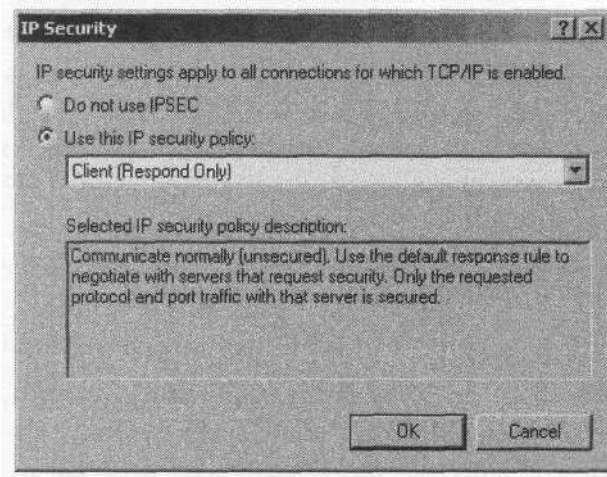 IP Security
IP security settings apply to all connections for which TCP/IP is enabled.
Do not use IPSEC
Use this IP security policy:
Client (Respond Only)
Selected IP security policy description:
Communicate normally (unsecured). Use the default response rule to
negotiate with servers that request security. Only the requested
protocol and port traffic with that server is secured.
OK
Cancel